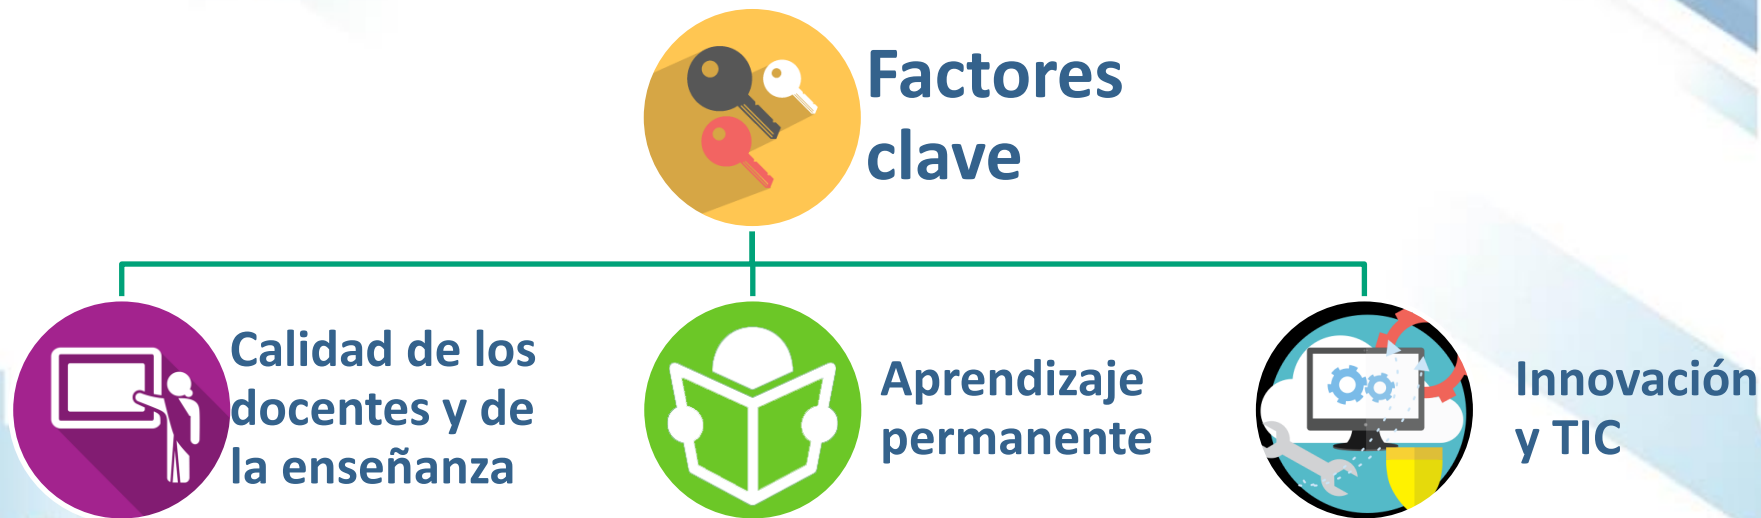 Factores
clave
Calidad de los
docentes y de
la enseñanza
Aprendizaje
permanente
Innovación
y TIC